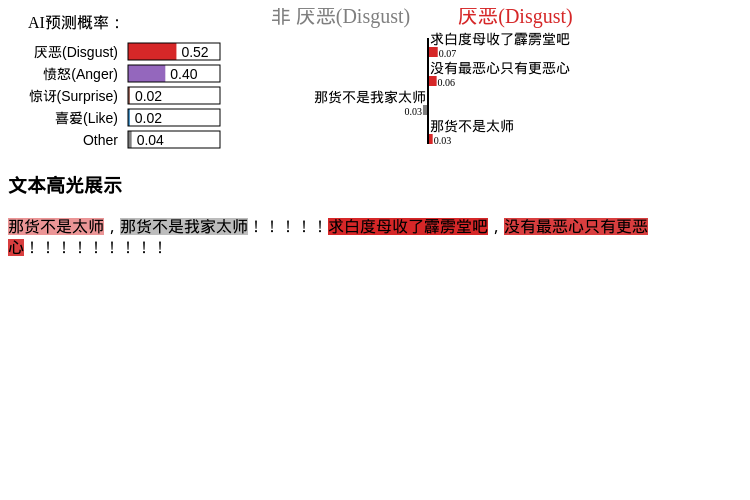 AI预测概率：
厌恶(Disgust) 0.52
愤怒(Anger) 0.40
惊讶(Surprise) 0.02
喜爱(Like) 0.02
Other 0.04
非 厌恶(Disgust) 厌恶(Disgust)
求白度母收了霹雳堂吧
0.07
没有最恶心只有更恶心
0.06
那货不是我家太师
0.03
那货不是太师
0.03
文本高光展示
那货不是太师，那货不是我家太师！！！！！求白度母收了霹雳堂吧，没有最恶心只有更恶
心！！！！！！！！！